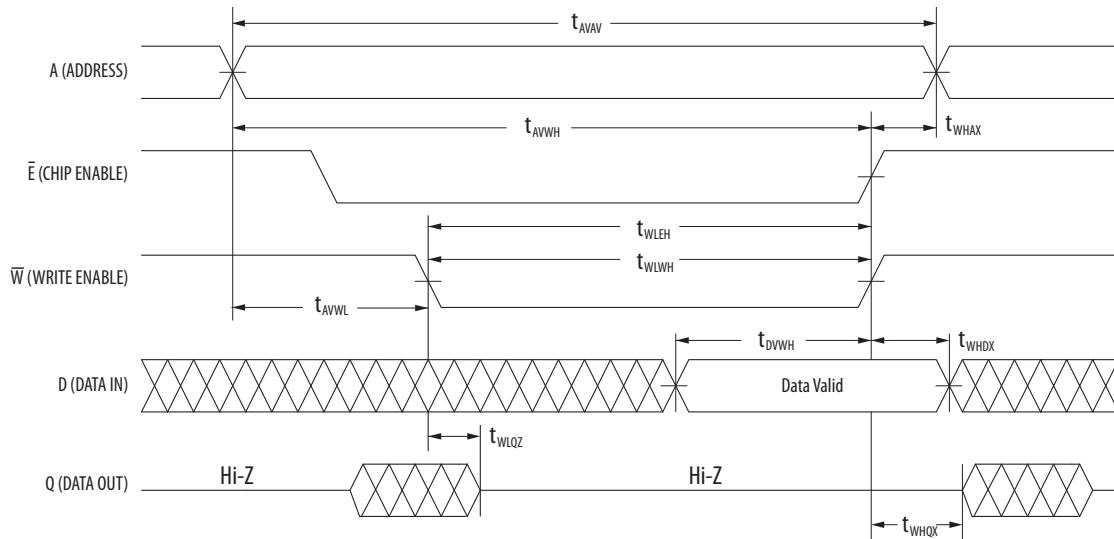 tAVAV
A (ADDRESS)
tAVWH
tWHAX
E̅ (CHIP ENABLE)
tWLEH
W̅ (WRITE ENABLE)
tWLWH
tAVWL
tDVWH
tWHDX
D (DATA IN)
Data Valid
tWLQZ
Q (DATA OUT)
Hi-Z
Hi-Z
tWHQX